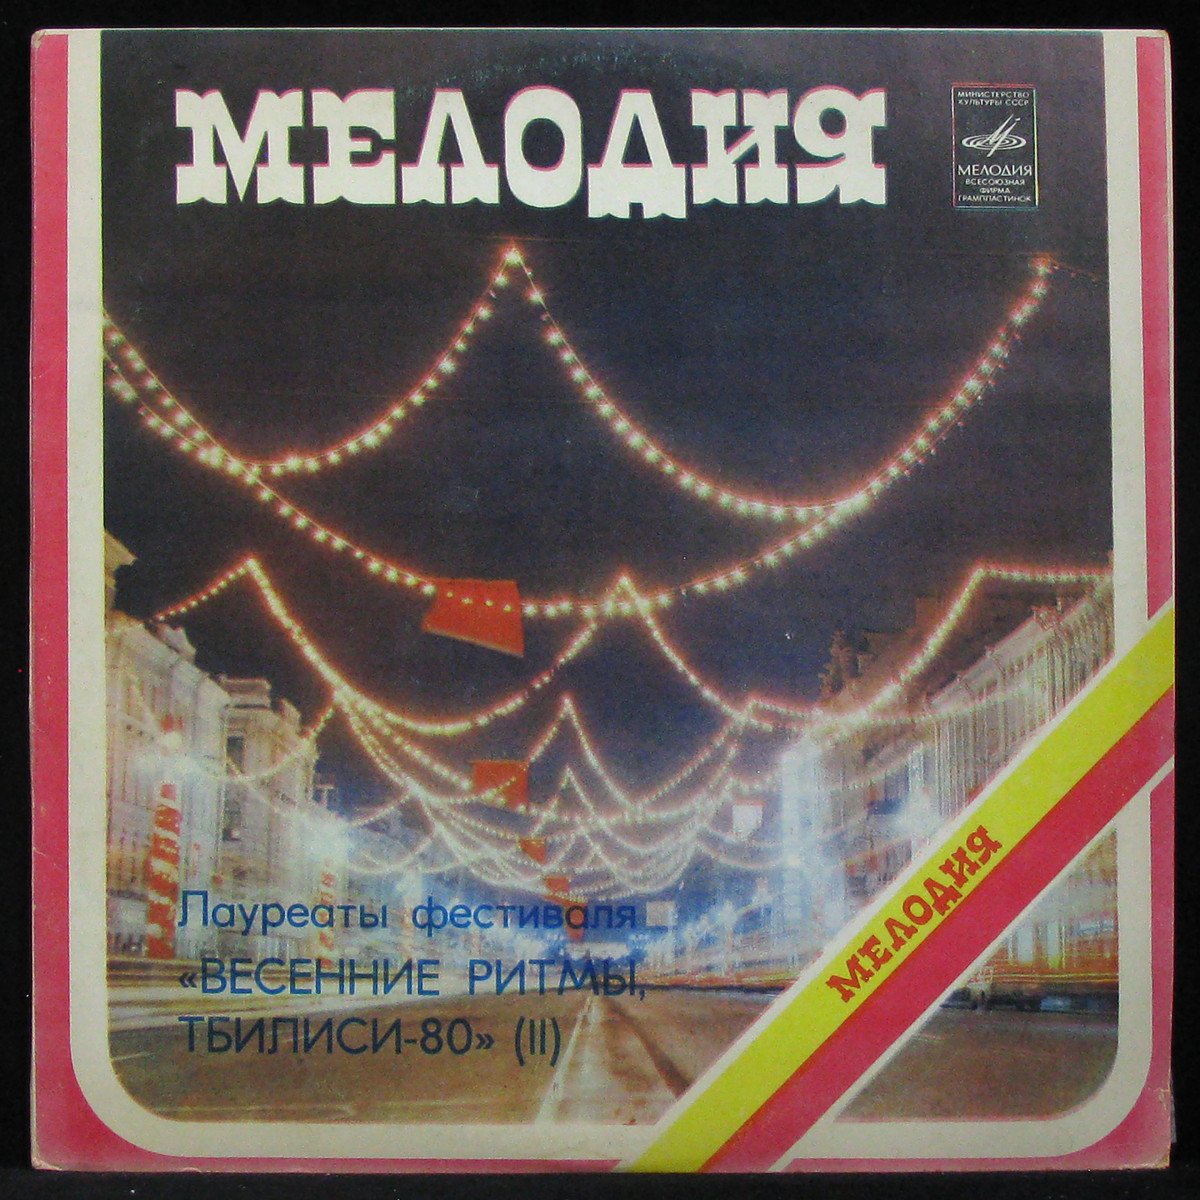 МЕЛОДИЯ
МИНИСТЕРСТВО
КУЛЬТУРЫ СССР
МЕЛОДИЯ
ВСЕСОЮЗНАЯ
ФИРМА
ГРАМПЛАСТИНОК
Лауреаты фестиваля
«ВЕСЕННИЕ РИТМЫ,
ТБИЛИСИ-80» (II)
МЕЛОДИЯ